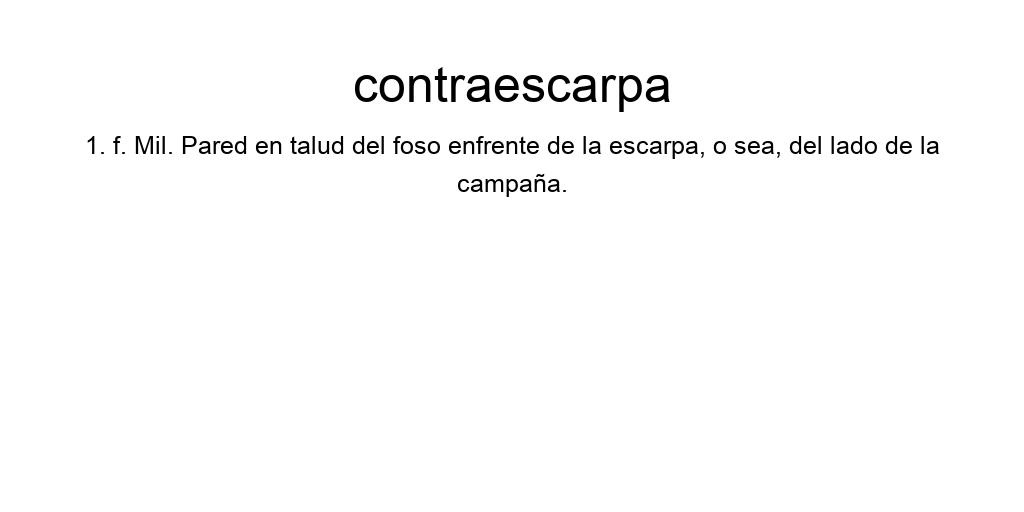 contraescarpa
1. f. Mil. Pared en talud del foso enfrente de la escarpa, o sea, del lado de la
campaña.